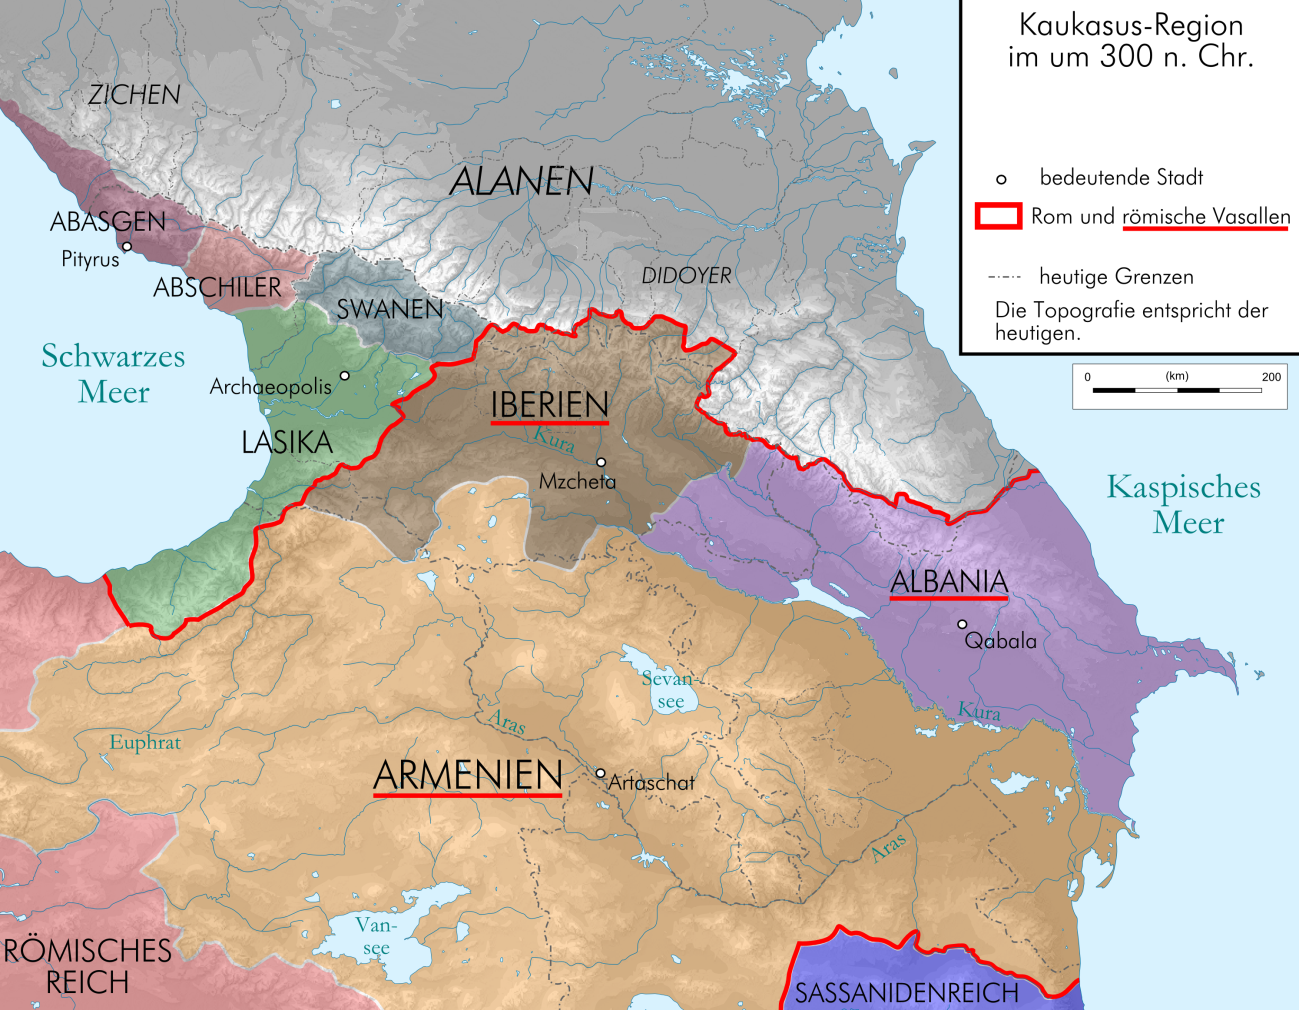 Kaukasus-Region
im um 300 n. Chr.
bedeutende Stadt
Rom und römische Vasallen
heutige Grenzen
Die Topografie entspricht der
heutigen.
0 (km) 200
ZICHEN
ALANEN
ABASGEN
Pityrus
DIDOYER
ABSCHILER
SWANEN
Schwarzes
Meer
Archaeopolis
IBERIEN
LASIKA
Kura
Mzcheta
Kaspisches
Meer
ALBANIA
Qabala
Sevan-
see
Kura
Aras
Euphrat
ARMENIEN
Artaschat
Aras
Van-
see
RÖMISCHES
REICH
SASSANIDENREICH